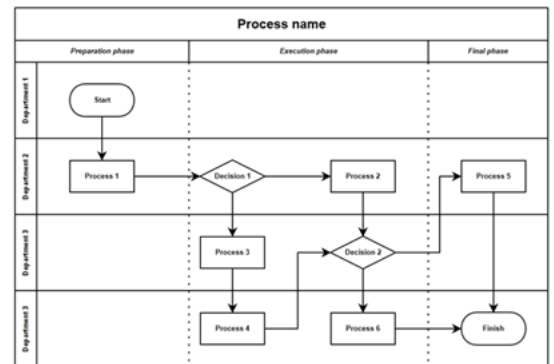 Process name
Preparation phase
Execution phase
Final phase
Department 1
Start
Department 2
Process 1
Decision 1
Process 2
Process 5
Department 3
Process 3
Decision 2
Department 3
Process 4
Process 6
Finish